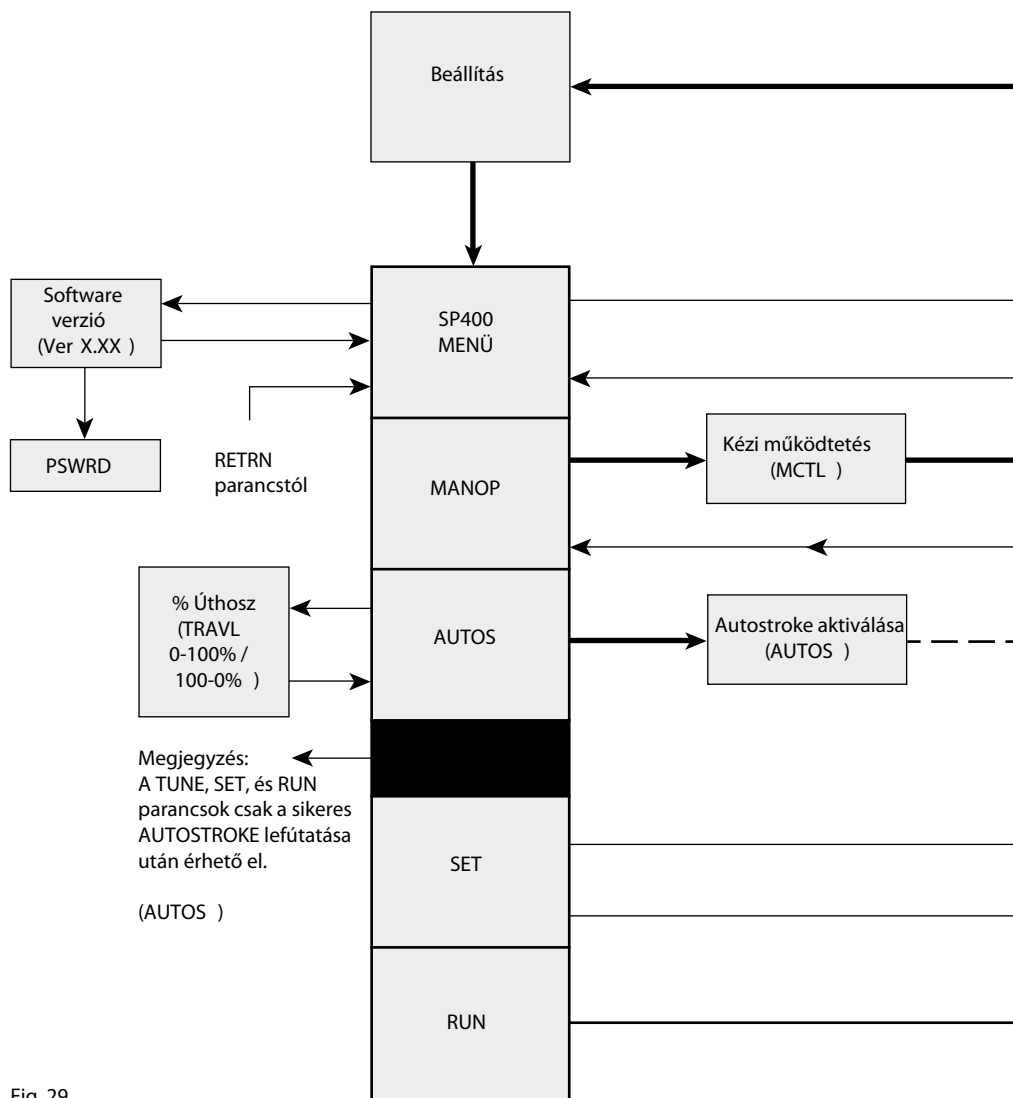 Beállítás
Software
verzió
(Ver X.XX )
SP400
MENÜ
PSWRD
RETRN
parancstól
MANOP
Kézi működtetés
(MCTL )
% Úthosz
(TRAVL
0-100% /
100-0% )
AUTOS
Autostroke aktiválása
(AUTOS )
Megjegyzés:
A TUNE, SET, és RUN
parancsok csak a sikeres
AUTOSTROKE lefútatása
után érhető el.
(AUTOS )
SET
RUN
Fig. 29